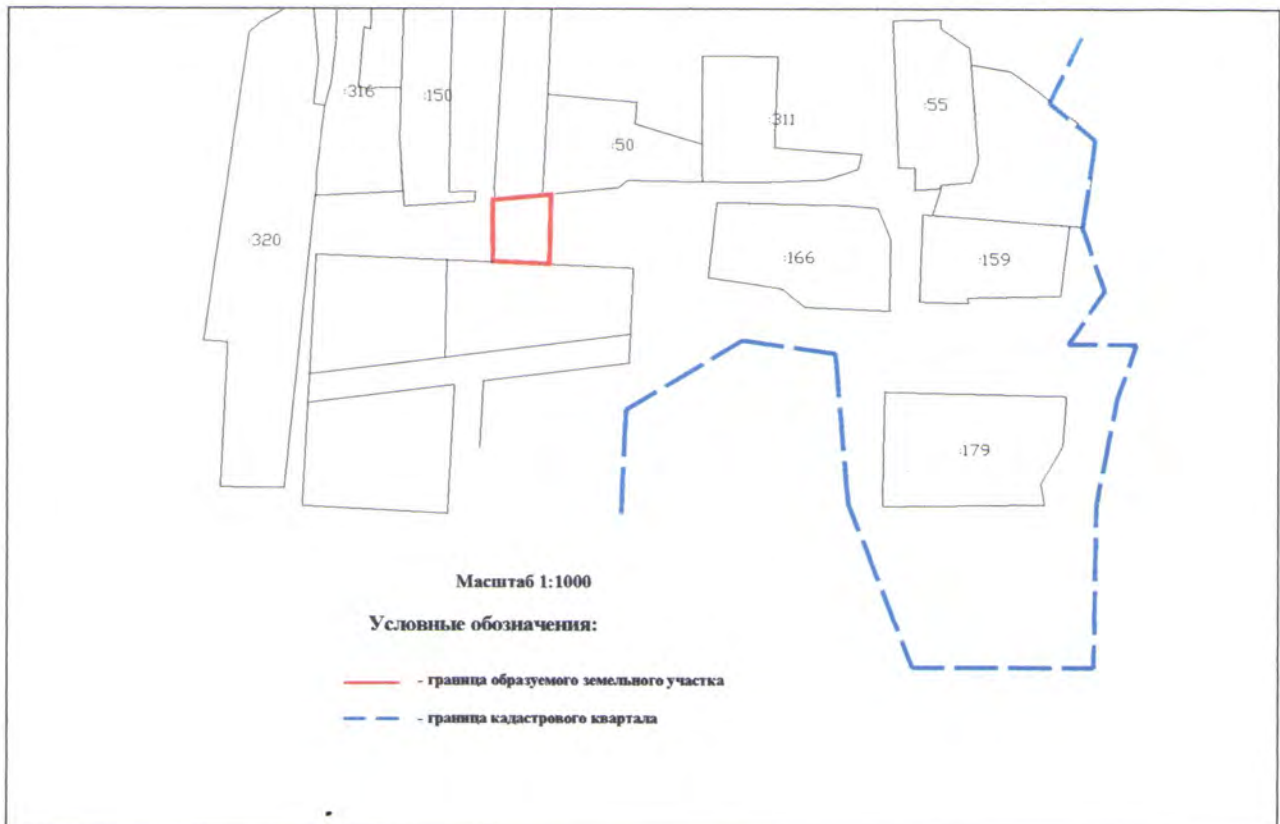 :316
:150
:50
:311
:55
:320
:166
:159
:179
Масштаб 1:1000
Условные обозначения:
- граница образуемого земельного участка
- граница кадастрового квартала